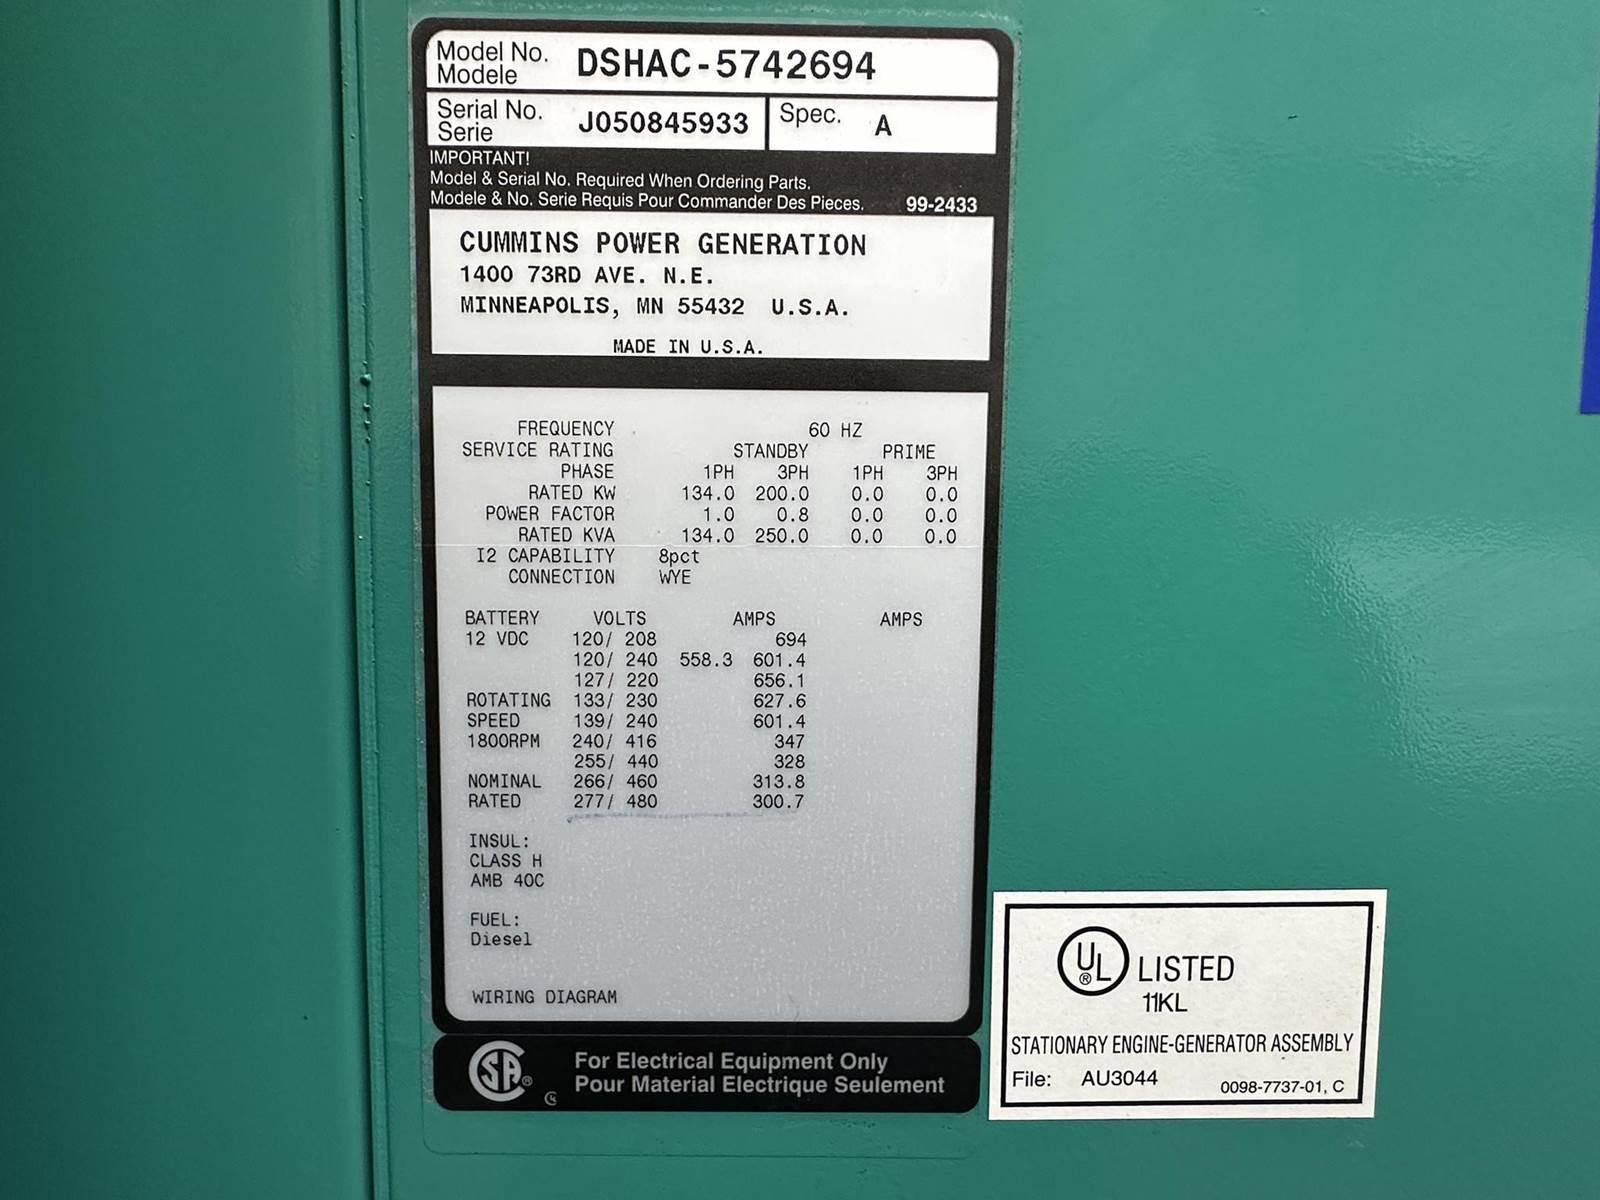 Model No. DSHAC-5742694
Modele
Serial No. J050845933 Spec. A
Serie
IMPORTANT!
Model & Serial No. Required When Ordering Parts.
Modele & No. Serie Requis Pour Commander Des Pieces. 99-2433
CUMMINS POWER GENERATION
1400 73RD AVE. N.E.
MINNEAPOLIS, MN 55432 U.S.A.
MADE IN U.S.A.
FREQUENCY 60 HZ
SERVICE RATING STANDBY PRIME
PHASE 1PH 3PH 1PH 3PH
RATED KW 134.0 200.0 0.0 0.0
POWER FACTOR 1.0 0.8 0.0 0.0
RATED KVA 134.0 250.0 0.0 0.0
I2 CAPABILITY 8pct
CONNECTION WYE
BATTERY VOLTS AMPS AMPS
12 VDC 120/ 208 694
120/ 240 558.3 601.4
127/ 220 656.1
ROTATING 133/ 230 627.6
SPEED 139/ 240 601.4
1800RPM 240/ 416 347
255/ 440 328
NOMINAL 266/ 460 313.8
RATED 277/ 480 300.7
INSUL:
CLASS H
AMB 40C
FUEL:
Diesel
WIRING DIAGRAM
SA ® For Electrical Equipment Only
Pour Material Electrique Seulement
UL ® LISTED
11KL
STATIONARY ENGINE-GENERATOR ASSEMBLY
File: AU3044 0098-7737-01, C